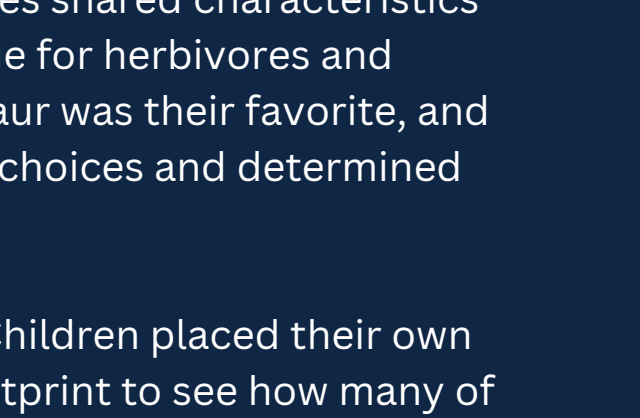 es shared characteristics
e for herbivores and
aur was their favorite, and
choices and determined
Children placed their own
tprint to see how many of